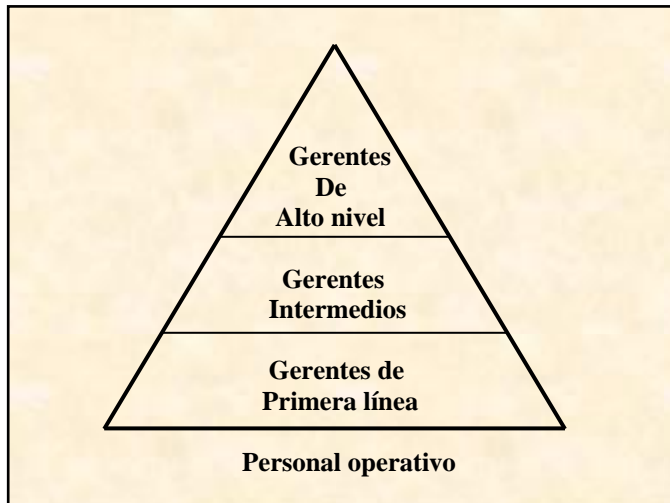 Gerentes
De
Alto nivel
Gerentes
Intermedios
Gerentes de
Primera línea
Personal operativo